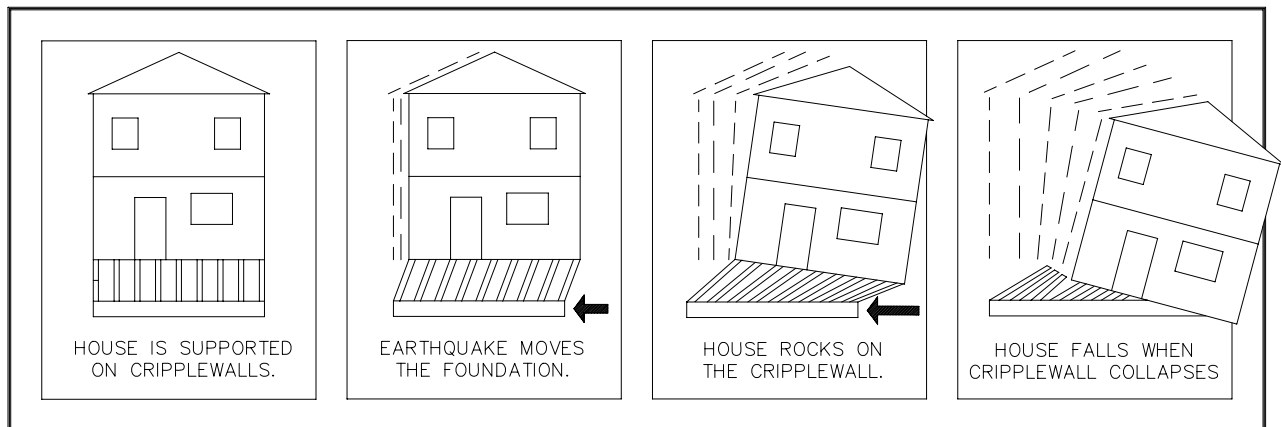 HOUSE IS SUPPORTED
ON CRIPPLEWALLS.
EARTHQUAKE MOVES
THE FOUNDATION.
HOUSE ROCKS ON
THE CRIPPLEWALL.
HOUSE FALLS WHEN
CRIPPLEWALL COLLAPSES